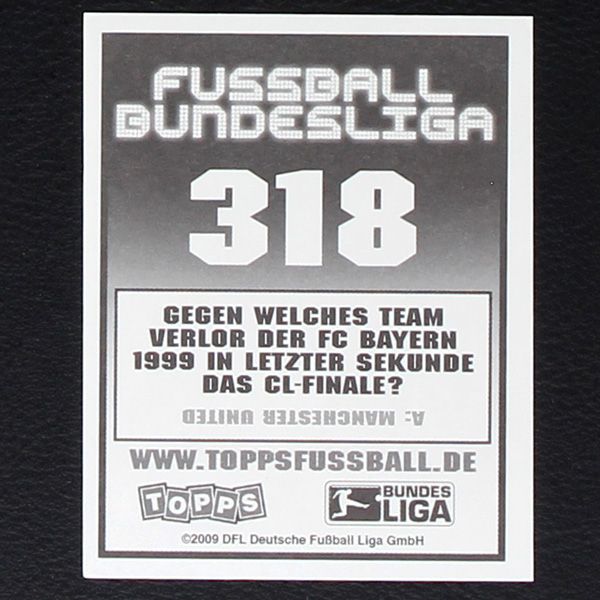 FUSSBALL
BUNDESLIGA
318
GEGEN WELCHES TEAM
VERLOR DER FC BAYERN
1999 IN LETZTER SEKUNDE
DAS CL-FINALE?
A: MANCHESTER UNITED
WWW.TOPPSFUSSBALL.DE
TOPPS
BUNDES
LIGA
©2009 DFL Deutsche Fußball Liga GmbH